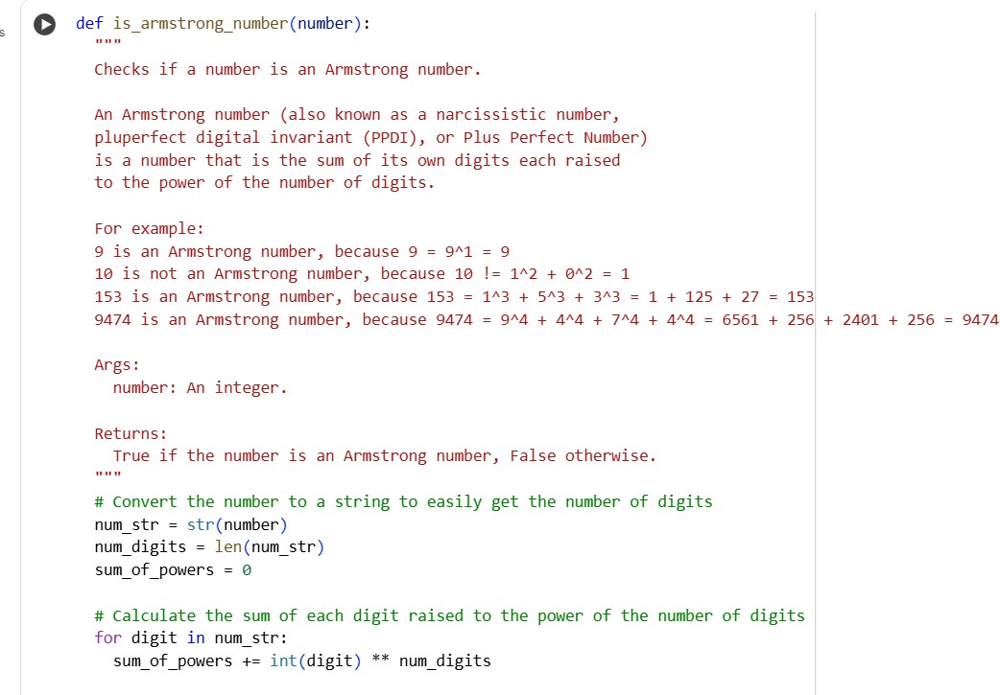 s
def is_armstrong_number(number):
"""
Checks if a number is an Armstrong number.
An Armstrong number (also known as a narcissistic number,
pluperfect digital invariant (PPDI), or Plus Perfect Number)
is a number that is the sum of its own digits each raised
to the power of the number of digits.
For example:
9 is an Armstrong number, because 9 = 9^1 = 9
10 is not an Armstrong number, because 10 != 1^2 + 0^2 = 1
153 is an Armstrong number, because 153 = 1^3 + 5^3 + 3^3 = 1 + 125 + 27 = 153
9474 is an Armstrong number, because 9474 = 9^4 + 4^4 + 7^4 + 4^4 = 6561 + 256 + 2401 + 256 = 9474
Args:
number: An integer.
Returns:
True if the number is an Armstrong number, False otherwise.
"""
# Convert the number to a string to easily get the number of digits
num_str = str(number)
num_digits = len(num_str)
sum_of_powers = 0
# Calculate the sum of each digit raised to the power of the number of digits
for digit in num_str:
sum_of_powers += int(digit) ** num_digits